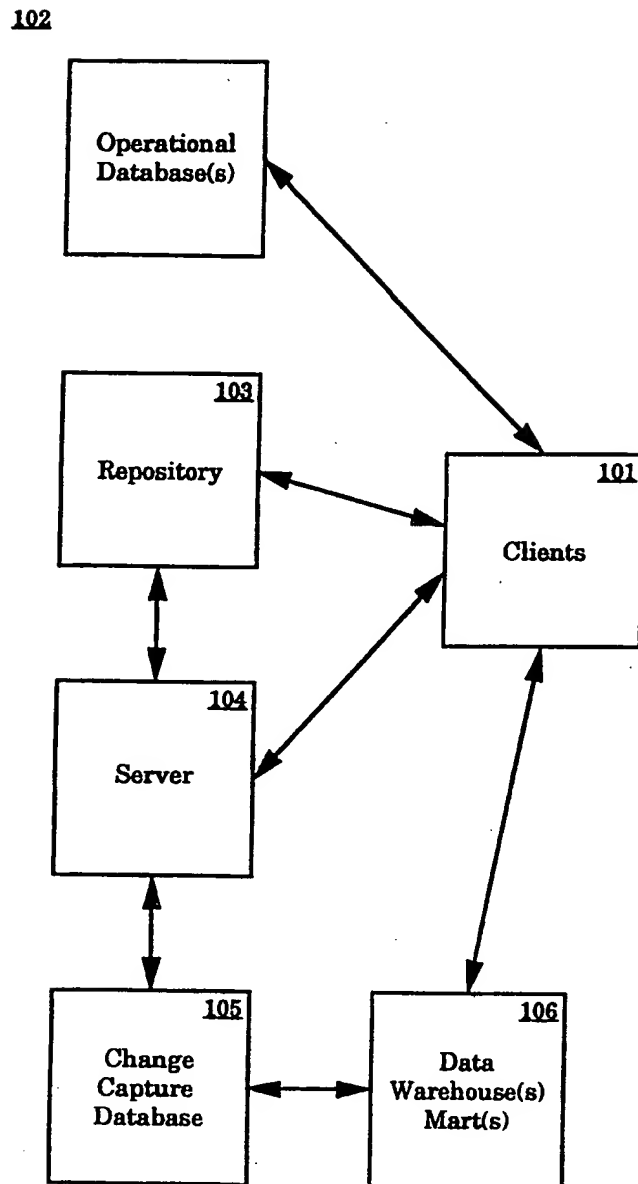 102
Operational
Database(s)
103
Repository
101
Clients
104
Server
105
Change
Capture
Database
106
Data
Warehouse(s)
Mart(s)